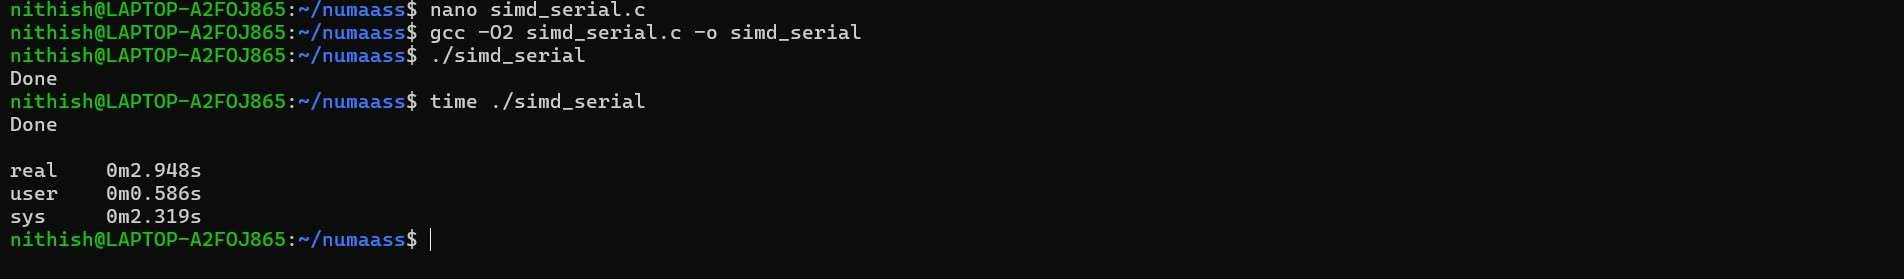 nithish@LAPTOP-A2FOJ865:~/numaass$ nano simd_serial.c
nithish@LAPTOP-A2FOJ865:~/numaass$ gcc -O2 simd_serial.c -o simd_serial
nithish@LAPTOP-A2FOJ865:~/numaass$ ./simd_serial
Done
nithish@LAPTOP-A2FOJ865:~/numaass$ time ./simd_serial
Done
real    0m2.948s
user    0m0.586s
sys     0m2.319s
nithish@LAPTOP-A2FOJ865:~/numaass$